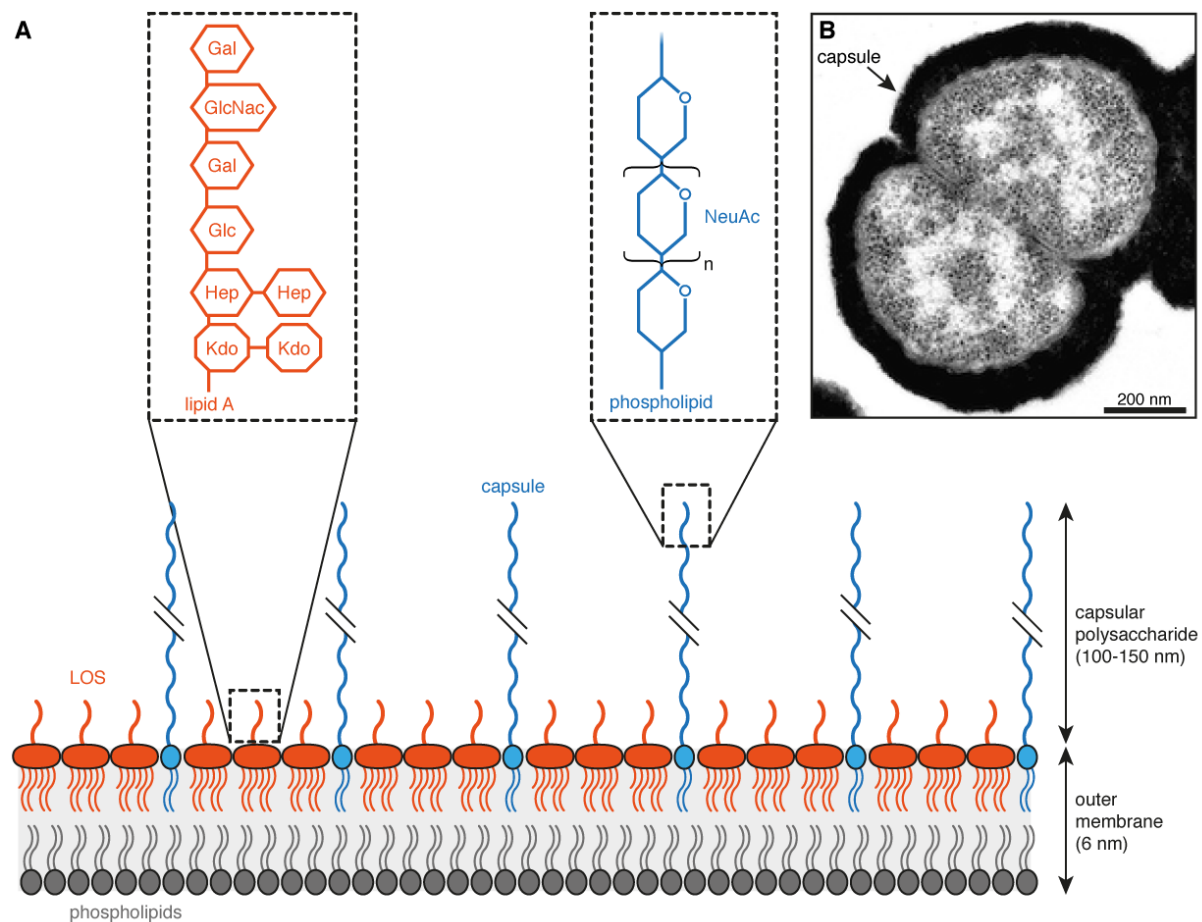 A
Gal
GlcNac
Gal
Glc
Hep Hep
Kdo Kdo
lipid A
NeuAc
n
phospholipid
B
capsule
200 nm
capsule
LOS
capsular
polysaccharide
(100-150 nm)
outer
membrane
(6 nm)
phospholipids